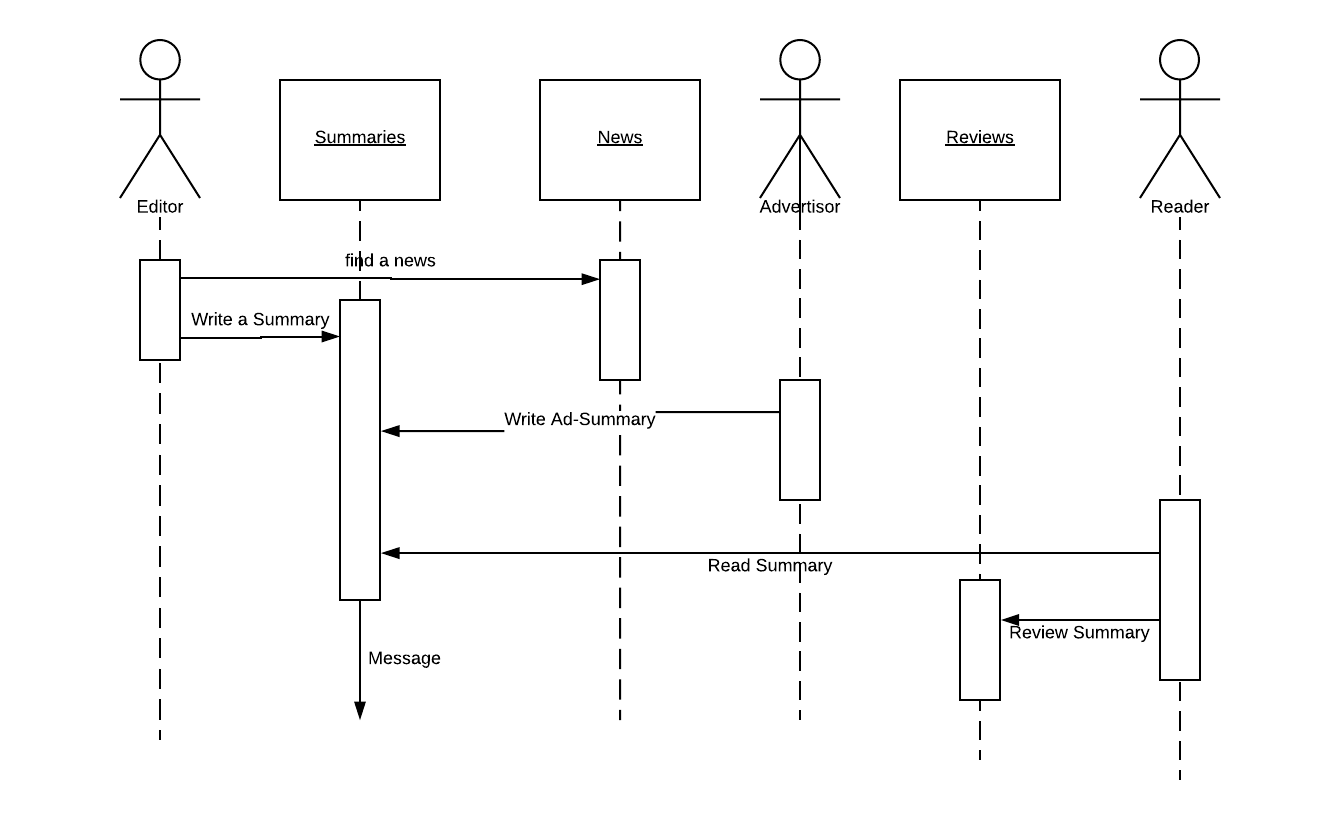 Summaries
News
Reviews
Editor
Advertisor
Reader
find a news
Write a Summary
Write Ad-Summary
Read Summary
Review Summary
Message